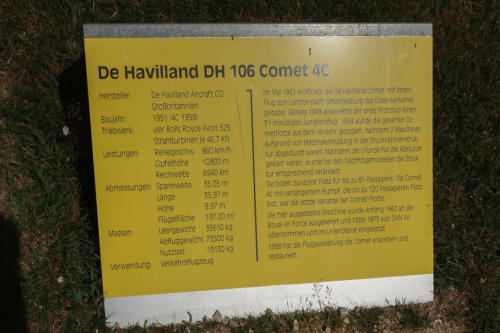 De Havilland DH 106 Comet 4C
Hersteller: De Havilland Aircraft CO
Großbritannien
Baujahr: 1951 (4C 1959)
Triebwerk: vier Rolls Royce Avon 525
Strahlturbinen je 46,7 KN
Leistungen: Reisegeschw. 860 km/h
Gipfelhöhe 12800 m
Reichweite 6940 km
Abmessungen: Spannweite 35,05 m
Länge 35,97 m
Höhe 8,97 m
Flügelfläche 197,00 m²
Massen: Leergewicht 35610 kg
Abfluggewicht 73500 kg
Nutzlast 13130 kg
Verwendung: Verkehrsflugzeug
Im Mai 1952 eröffnete die De Havilland Comet mit ihrem
Flug von London nach Johannesburg das Düsenverkehrs-
zeitalter. Bereits 1949 absolvierte der erste Prototyp einen
31-minütigen Jungfernflug. 1954 wurde die gesamte Co-
metflotte aus dem Verkehr gezogen, nachdem 3 Maschinen
aufgrund von Materialermüdung in der Druckkabinenstruk-
tur abgestürzt waren. Nachdem die Gründe für die Abstürze
geklärt waren, wurde bei den Nachfolgemodellen die Struk-
tur entsprechend verändert.
Sie boten zunächst Platz für bis zu 81 Passagiere. Die Comet
4c mit verlängertem Rumpf, die bis zu 120 Passagieren Platz
bot, war die letzte Variante der Comet-Flotte.
Die hier ausgestellte Maschine wurde Anfang 1962 an die
Royal Air Force ausgeliefert und Mitte 1975 von DAN Air
übernommen und im Liniendienst eingesetzt.
1988 hat die Flugausstellung die Comet erworben und
restauriert.